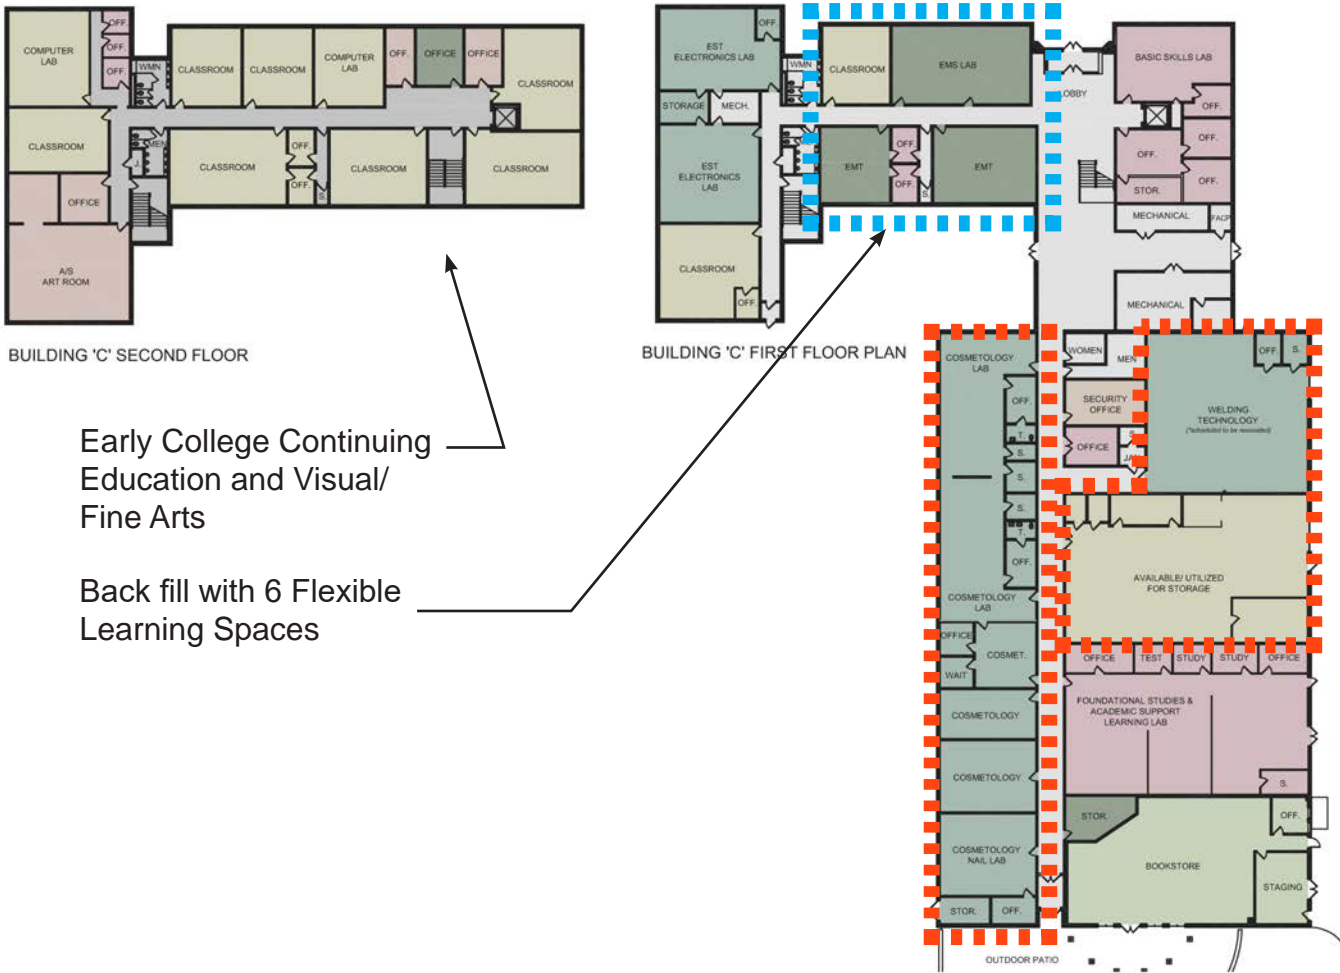 COMPUTER
LAB
OFF.
OFF.
OFF.
WMN
CLASSROOM
CLASSROOM
COMPUTER
LAB
OFF.
OFFICE
OFFICE
CLASSROOM
CLASSROOM
MEN
J.
CLASSROOM
OFF.
OFF.
S.
CLASSROOM
CLASSROOM
OFFICE
A/S
ART ROOM
BUILDING 'C' SECOND FLOOR
EST
ELECTRONICS LAB
OFF.
WMN
CLASSROOM
EMS LAB
LOBBY
BASIC SKILLS LAB
STORAGE
MECH.
OFF.
OFF.
OFF.
OFF.
STOR.
EST
ELECTRONICS
LAB
EMT
OFF.
OFF.
S.
EMT
MECHANICAL
FACP
CLASSROOM
OFF.
MECHANICAL
BUILDING 'C' FIRST FLOOR PLAN
Early College Continuing
Education and Visual/
Fine Arts
Back fill with 6 Flexible
Learning Spaces
COSMETOLOGY
LAB
OFF.
T.
S.
S.
S.
T.
OFF.
COSMETOLOGY
LAB
OFFICE
COSMET.
WAIT
COSMETOLOGY
COSMETOLOGY
COSMETOLOGY
NAIL LAB
STOR.
OFF.
WOMEN
MEN
SECURITY
OFFICE
OFFICE
S.
OFF.
S.
WELDING
TECHNOLOGY
(*scheduled to be renovated)
AVAILABLE/ UTILIZED
FOR STORAGE
OFFICE
TEST
STUDY
STUDY
OFFICE
FOUNDATIONAL STUDIES &
ACADEMIC SUPPORT
LEARNING LAB
S.
STOR.
OFF.
BOOKSTORE
STAGING
OUTDOOR PATIO